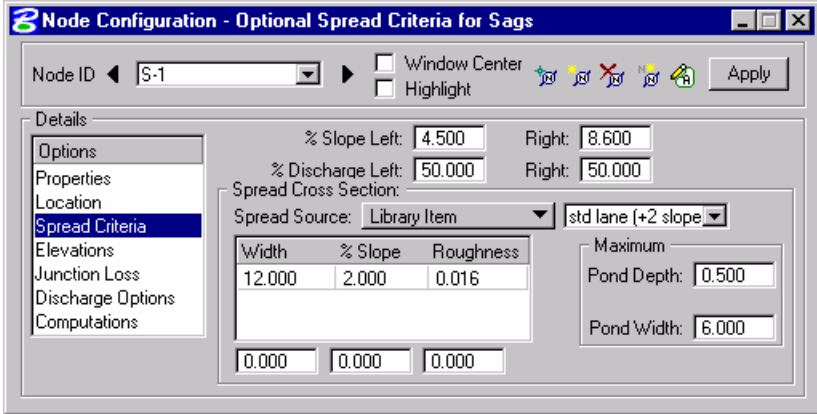 Node Configuration - Optional Spread Criteria for Sags
Node ID S-1 Window Center Apply
Highlight
Details
Options
Properties
Location
Spread Criteria
Elevations
Junction Loss
Discharge Options
Computations
% Slope Left: 4.500 Right: 8.600
% Discharge Left: 50.000 Right: 50.000
Spread Cross Section:
Spread Source: Library Item std lane (+2 slope
Width % Slope Roughness
12.000 2.000 0.016
0.000 0.000 0.000
Maximum
Pond Depth: 0.500
Pond Width: 6.000